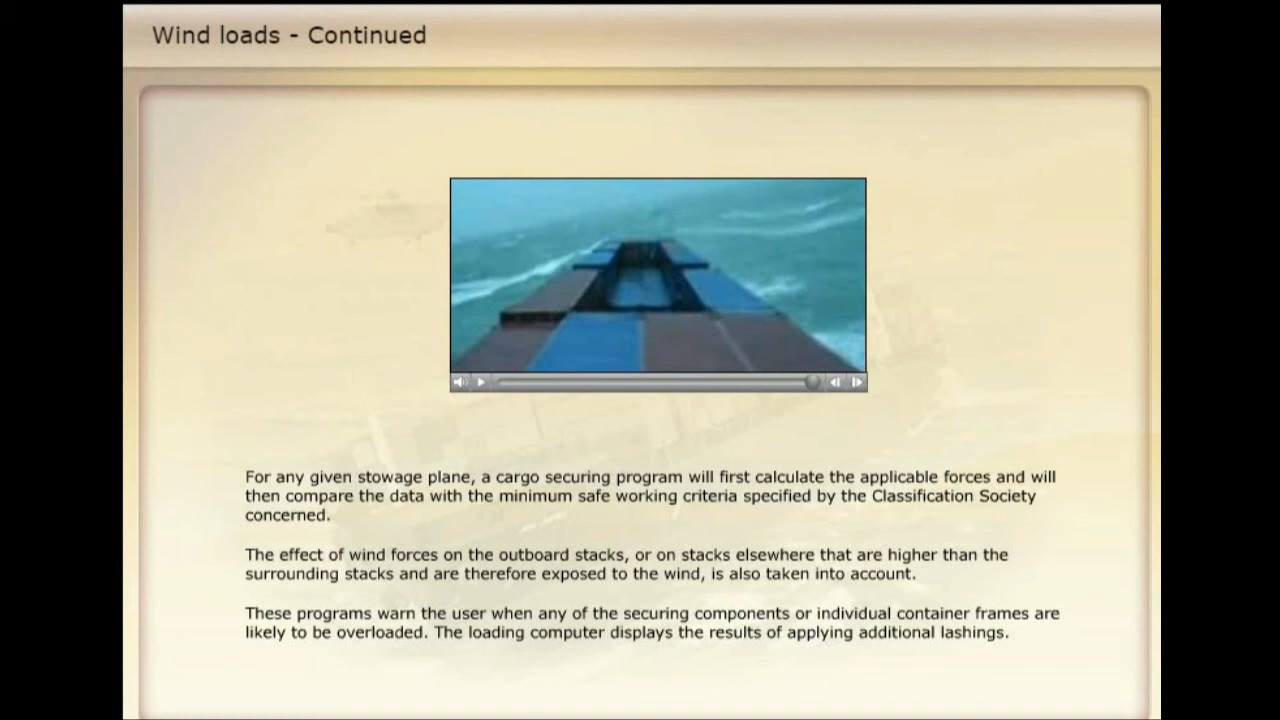 Wind loads - Continued
For any given stowage plane, a cargo securing program will first calculate the applicable forces and will
then compare the data with the minimum safe working criteria specified by the Classification Society
concerned.
The effect of wind forces on the outboard stacks, or on stacks elsewhere that are higher than the
surrounding stacks and are therefore exposed to the wind, is also taken into account.
These programs warn the user when any of the securing components or individual container frames are
likely to be overloaded. The loading computer displays the results of applying additional lashings.